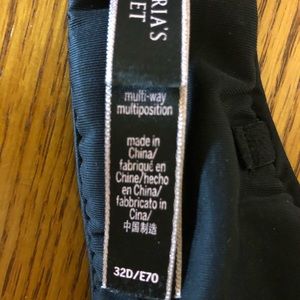 RIA'S
ET
multi-way
multiposition
made in
China/
fabriqué en
Chine/hecho
en China/
fabbricato in
Cina/
中国制造
32D/E70